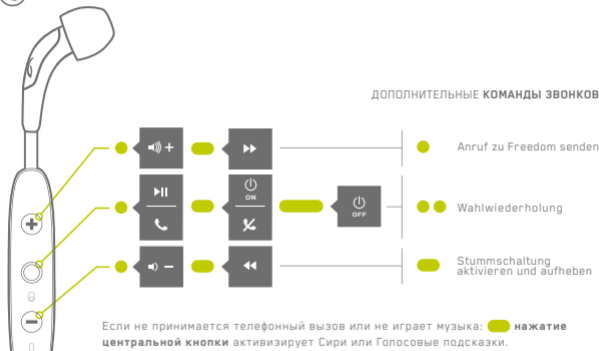 ДОПОЛНИТЕЛЬНЫЕ КОМАНДЫ ЗВОНКОВ
Anruf zu Freedom senden
ON
OFF
Wahlwiederholung
Stummschaltung
aktivieren und aufheben
Если не принимается телефонный вызов или не играет музыка: нажатие
центральной кнопки активизирует Сири или Голосовые подсказки.